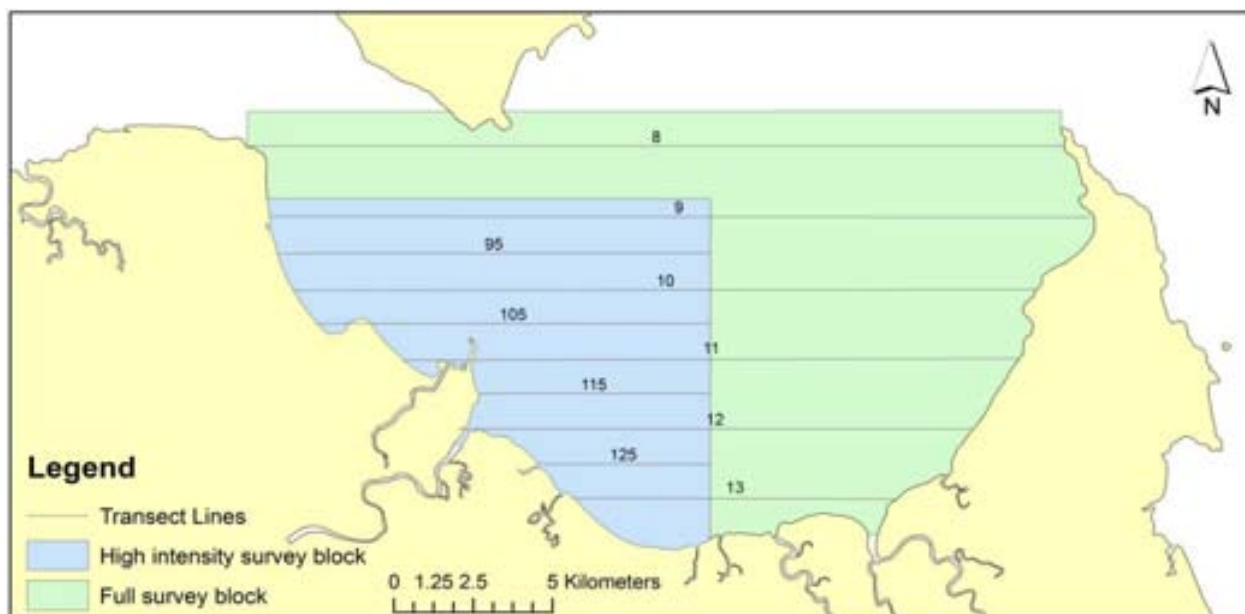 N
8
9
95
10
105
11
115
12
125
13
Legend
Transect Lines
High intensity survey block
Full survey block
0 1.25 2.5 5 Kilometers